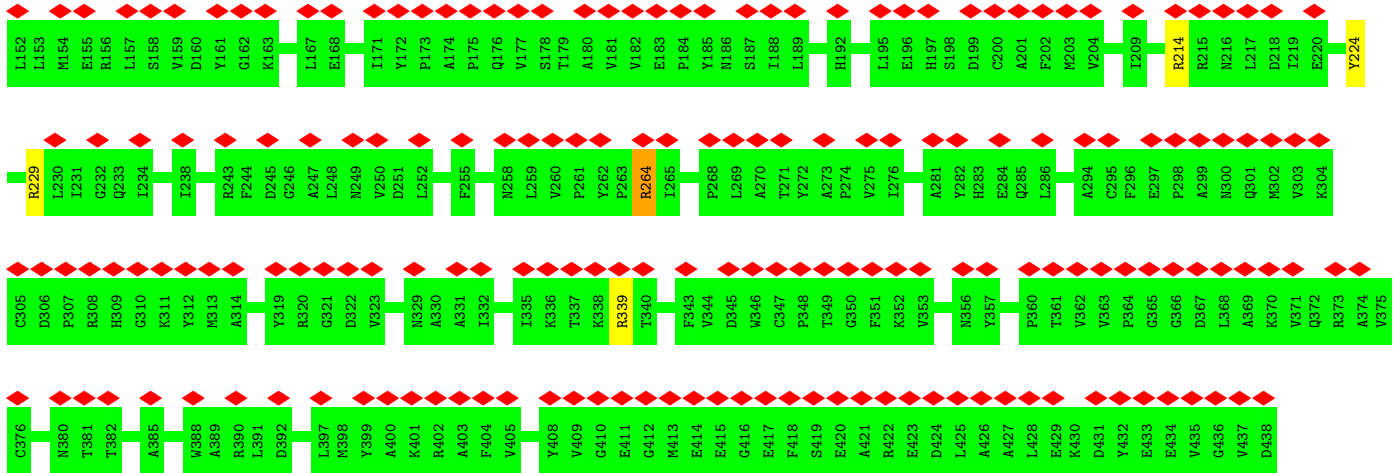 L152 L153 M154 E155 R156 L157 S158 V159 D160 Y161 G162 K163 L167 E168 I171 Y172 P173 A174 P175 Q176 V177 S178 T179 A180 V181 V182 E183 P184 Y185 N186 S187 I188 L189 H192 L195 E196 H197 S198 D199 C200 A201 F202 M203 V204 I209 R214 R215 N216 L217 D218 I219 E220 Y224
R229 L230 I231 G232 Q233 I234 I238 R243 F244 D245 G246 A247 L248 N249 V250 D251 L252 F255 N258 L259 V260 P261 Y262 P263 R264 I265 P268 L269 A270 T271 Y272 A273 P274 V275 I276 A281 Y282 H283 E284 Q285 L286 A294 C295 F296 E297 P298 A299 N300 Q301 M302 V303 K304
C305 D306 P307 R308 H309 G310 K311 Y312 M313 A314 Y319 R320 G321 D322 V323 N329 A330 A331 I332 I335 K336 T337 K338 R339 T340 F343 V344 D345 W346 C347 P348 T349 G350 F351 K352 V353 N356 Y357 P360 T361 V362 V363 P364 G365 G366 D367 L368 A369 K370 V371 Q372 R373 A374 V375
C376 N380 T381 T382 A385 W388 A389 R390 L391 D392 L397 M398 Y399 A400 K401 R402 A403 F404 V405 Y408 V409 G410 E411 G412 M413 E414 E415 G416 E417 F418 S419 E420 A421 R422 E423 D424 L425 A426 A427 L428 E429 K430 D431 Y432 E433 E434 V435 G436 V437 D438